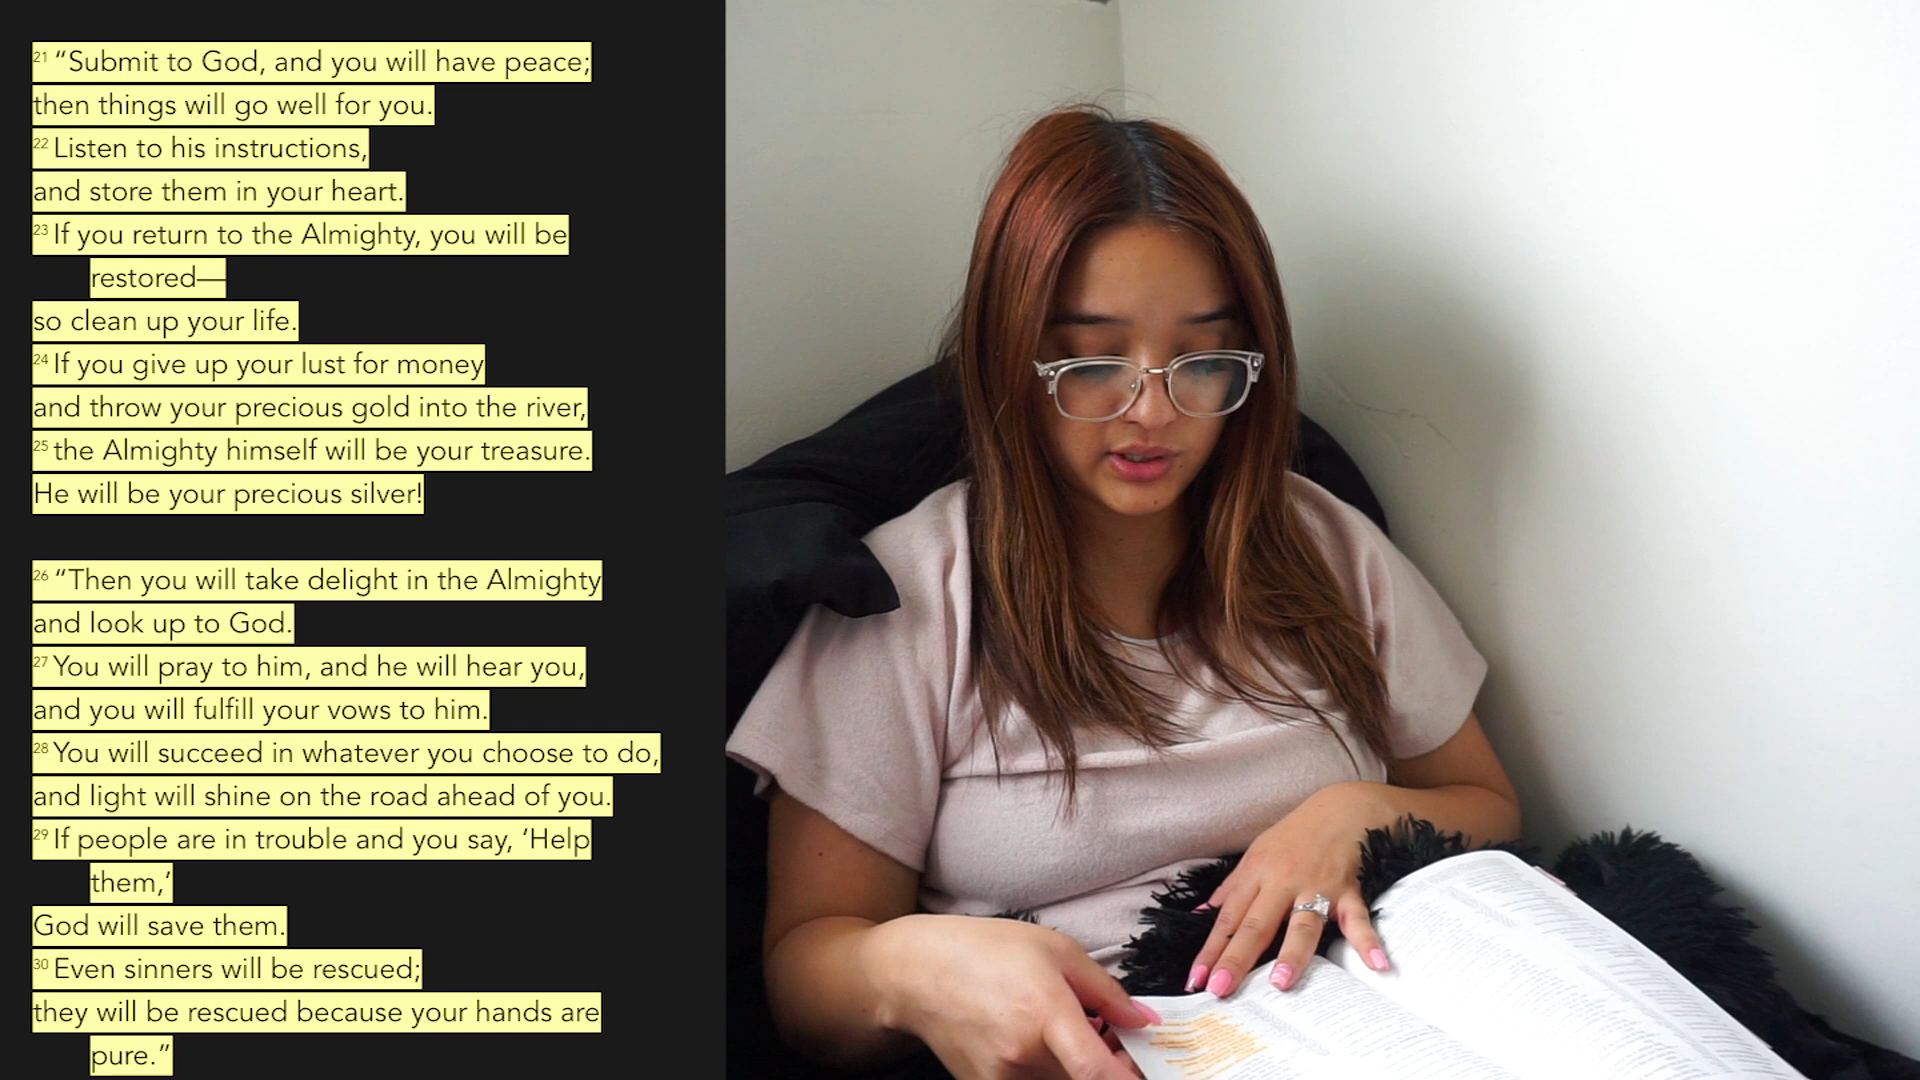 21 “Submit to God, and you will have peace;
then things will go well for you.
22 Listen to his instructions,
and store them in your heart.
23 If you return to the Almighty, you will be
restored—
so clean up your life.
24 If you give up your lust for money
and throw your precious gold into the river,
25 the Almighty himself will be your treasure.
He will be your precious silver!
26 “Then you will take delight in the Almighty
and look up to God.
27 You will pray to him, and he will hear you,
and you will fulfill your vows to him.
28 You will succeed in whatever you choose to do,
and light will shine on the road ahead of you.
29 If people are in trouble and you say, ‘Help
them,’
God will save them.
30 Even sinners will be rescued;
they will be rescued because your hands are
pure.”